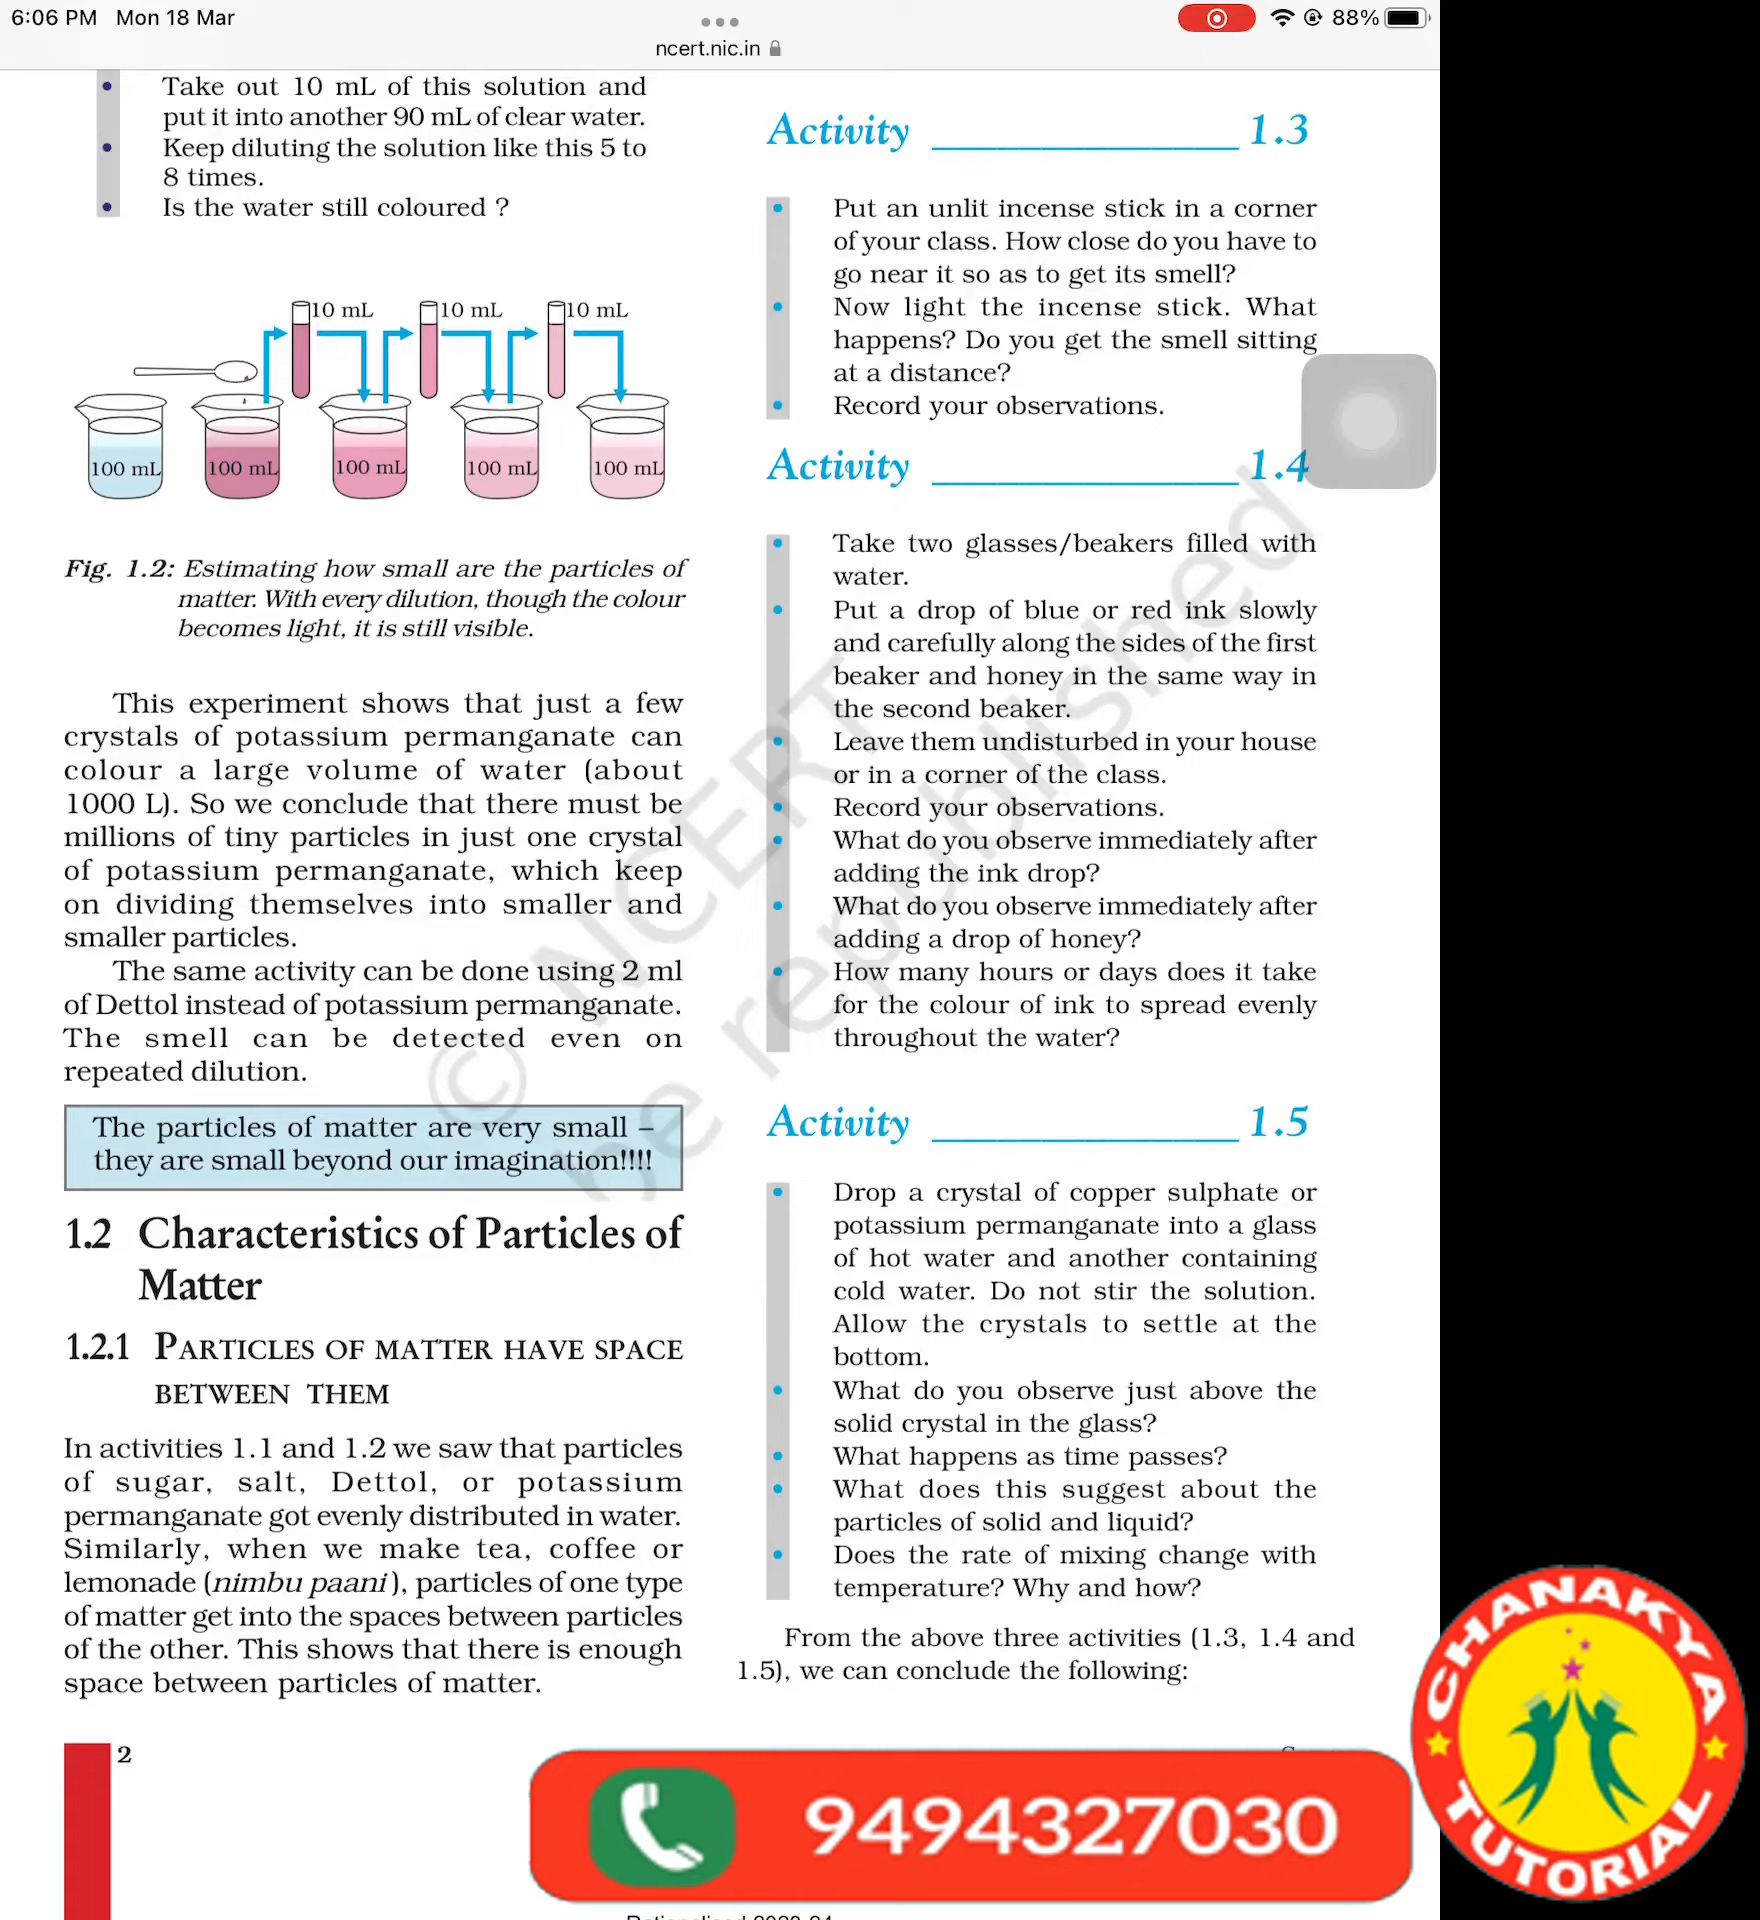 6:06 PM Mon 18 Mar
88%
ncert.nic.in
Take out 10 mL of this solution and
put it into another 90 mL of clear water.
Keep diluting the solution like this 5 to
8 times.
Is the water still coloured ?
10 mL
10 mL
10 mL
100 mL
100 mL
100 mL
100 mL
100 mL
Fig. 1.2: Estimating how small are the particles of
matter. With every dilution, though the colour
becomes light, it is still visible.
This experiment shows that just a few
crystals of potassium permanganate can
colour a large volume of water (about
1000 L). So we conclude that there must be
millions of tiny particles in just one crystal
of potassium permanganate, which keep
on dividing themselves into smaller and
smaller particles.
The same activity can be done using 2 ml
of Dettol instead of potassium permanganate.
The smell can be detected even on
repeated dilution.
The particles of matter are very small –
they are small beyond our imagination!!!!
1.2 Characteristics of Particles of
Matter
1.2.1 PARTICLES OF MATTER HAVE SPACE
BETWEEN THEM
In activities 1.1 and 1.2 we saw that particles
of sugar, salt, Dettol, or potassium
permanganate got evenly distributed in water.
Similarly, when we make tea, coffee or
lemonade (nimbu paani), particles of one type
of matter get into the spaces between particles
of the other. This shows that there is enough
space between particles of matter.
2
Activity 1.3
Put an unlit incense stick in a corner
of your class. How close do you have to
go near it so as to get its smell?
Now light the incense stick. What
happens? Do you get the smell sitting
at a distance?
Record your observations.
Activity 1.4
Take two glasses/beakers filled with
water.
Put a drop of blue or red ink slowly
and carefully along the sides of the first
beaker and honey in the same way in
the second beaker.
Leave them undisturbed in your house
or in a corner of the class.
Record your observations.
What do you observe immediately after
adding the ink drop?
What do you observe immediately after
adding a drop of honey?
How many hours or days does it take
for the colour of ink to spread evenly
throughout the water?
Activity 1.5
Drop a crystal of copper sulphate or
potassium permanganate into a glass
of hot water and another containing
cold water. Do not stir the solution.
Allow the crystals to settle at the
bottom.
What do you observe just above the
solid crystal in the glass?
What happens as time passes?
What does this suggest about the
particles of solid and liquid?
Does the rate of mixing change with
temperature? Why and how?
From the above three activities (1.3, 1.4 and
1.5), we can conclude the following:
© NCERT
be republished
9494327030
CHANAKYA
TUTORIAL